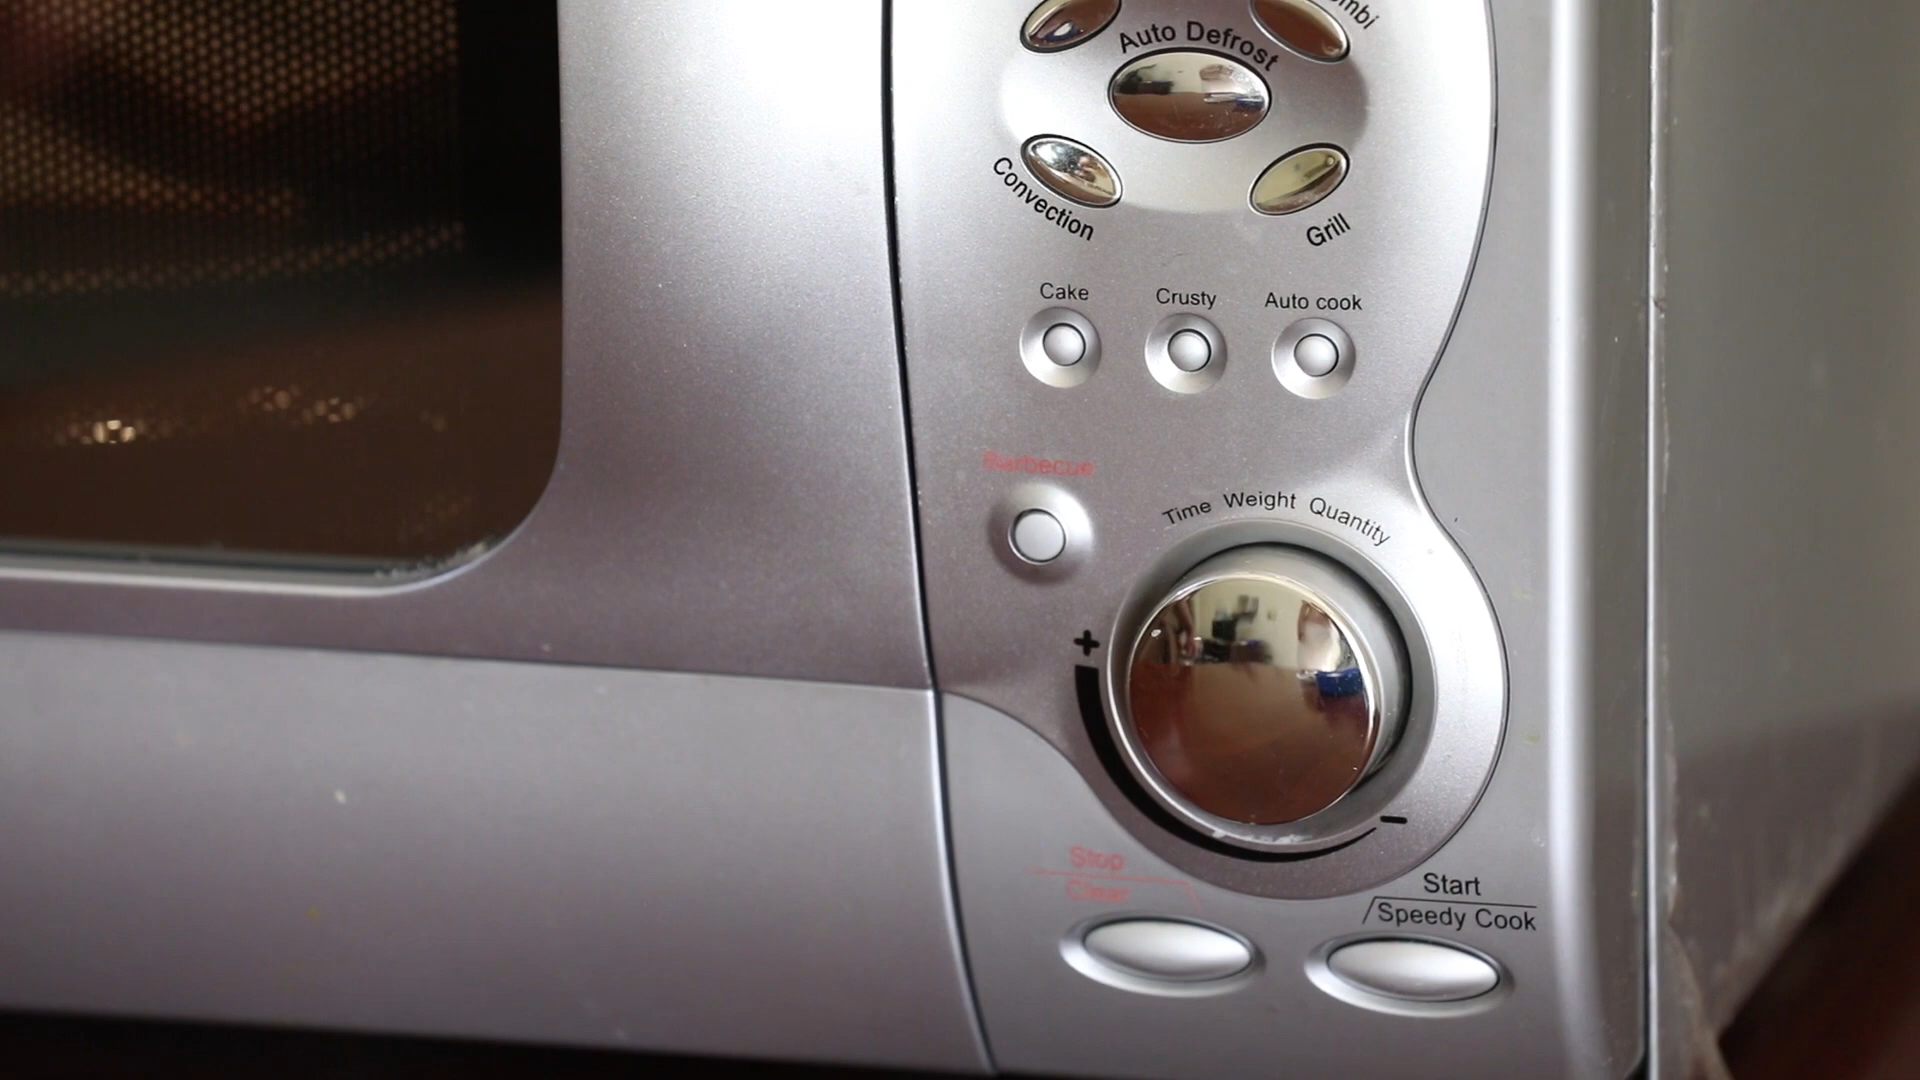 Auto Defrost
Convection
Grill
Cake
Crusty
Auto cook
Barbecue
Time Weight Quantity
+
-
Stop
Clear
Start
Speedy Cook